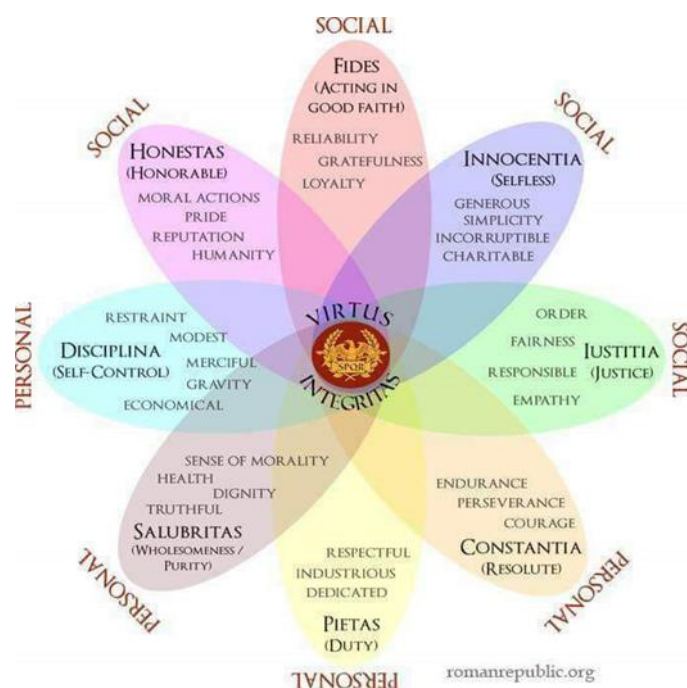 SOCIAL
FIDES
(ACTING IN
GOOD FAITH)
RELIABILITY
GRATEFULNESS
LOYALTY
SOCIAL
HONESTAS
(HONORABLE)
MORAL ACTIONS
PRIDE
REPUTATION
HUMANITY
SOCIAL
INNOCENTIA
(SELFLESS)
GENEROUS
SIMPLICITY
INCORRUPTIBLE
CHARITABLE
PERSONAL
DISCIPLINA
(SELF-CONTROL)
RESTRAINT
MODEST
MERCIFUL
GRAVITY
ECONOMICAL
VIRTUS
SPQR
INTEGRITAS
SOCIAL
IUSTITIA
(JUSTICE)
ORDER
FAIRNESS
RESPONSIBLE
EMPATHY
SENSE OF MORALITY
HEALTH
DIGNITY
TRUTHFUL
SALUBRITAS
(WHOLESOMENESS /
PURITY)
PERSONAL
RESPECTFUL
INDUSTRIOUS
DEDICATED
PIETAS
(DUTY)
PERSONAL
ENDURANCE
PERSEVERANCE
COURAGE
CONSTANTIA
(RESOLUTE)
PERSONAL
romanrepublic.org